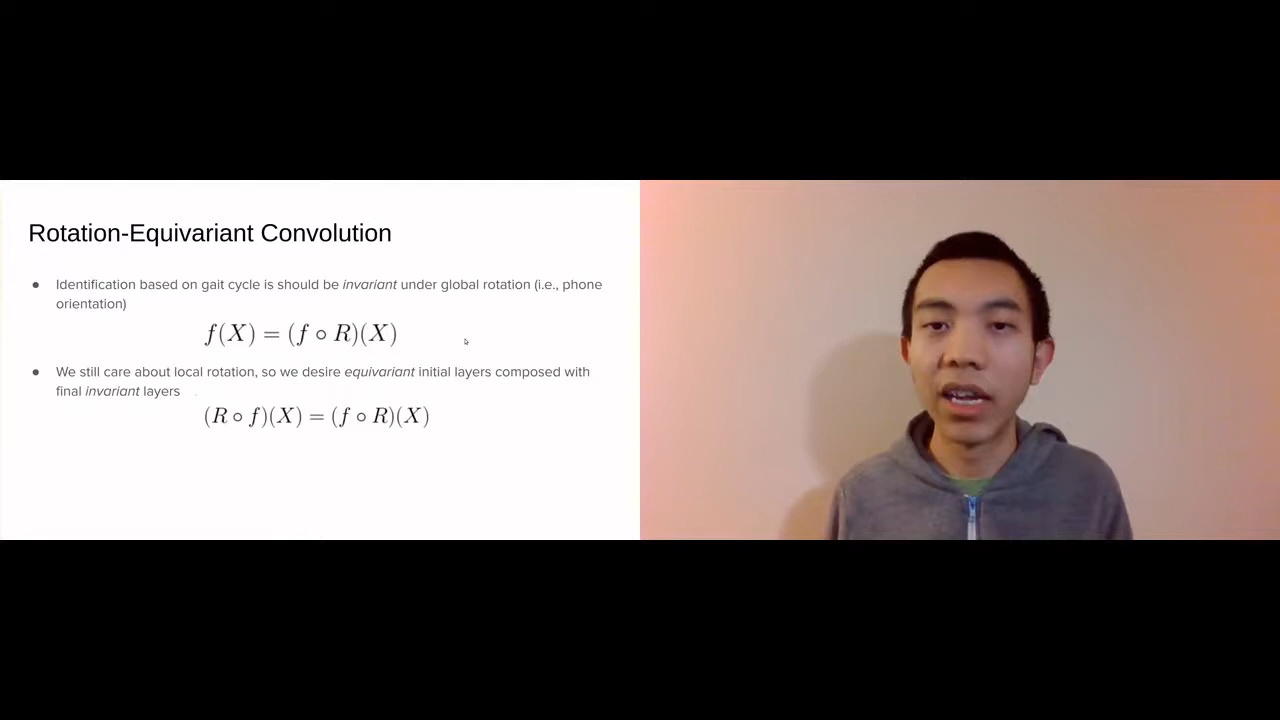 Rotation-Equivariant Convolution
● Identification based on gait cycle is should be invariant under global rotation (i.e., phone
orientation)
f(X) = (f ∘ R)(X)
● We still care about local rotation, so we desire equivariant initial layers composed with
final invariant layers
(R ∘ f)(X) = (f ∘ R)(X)